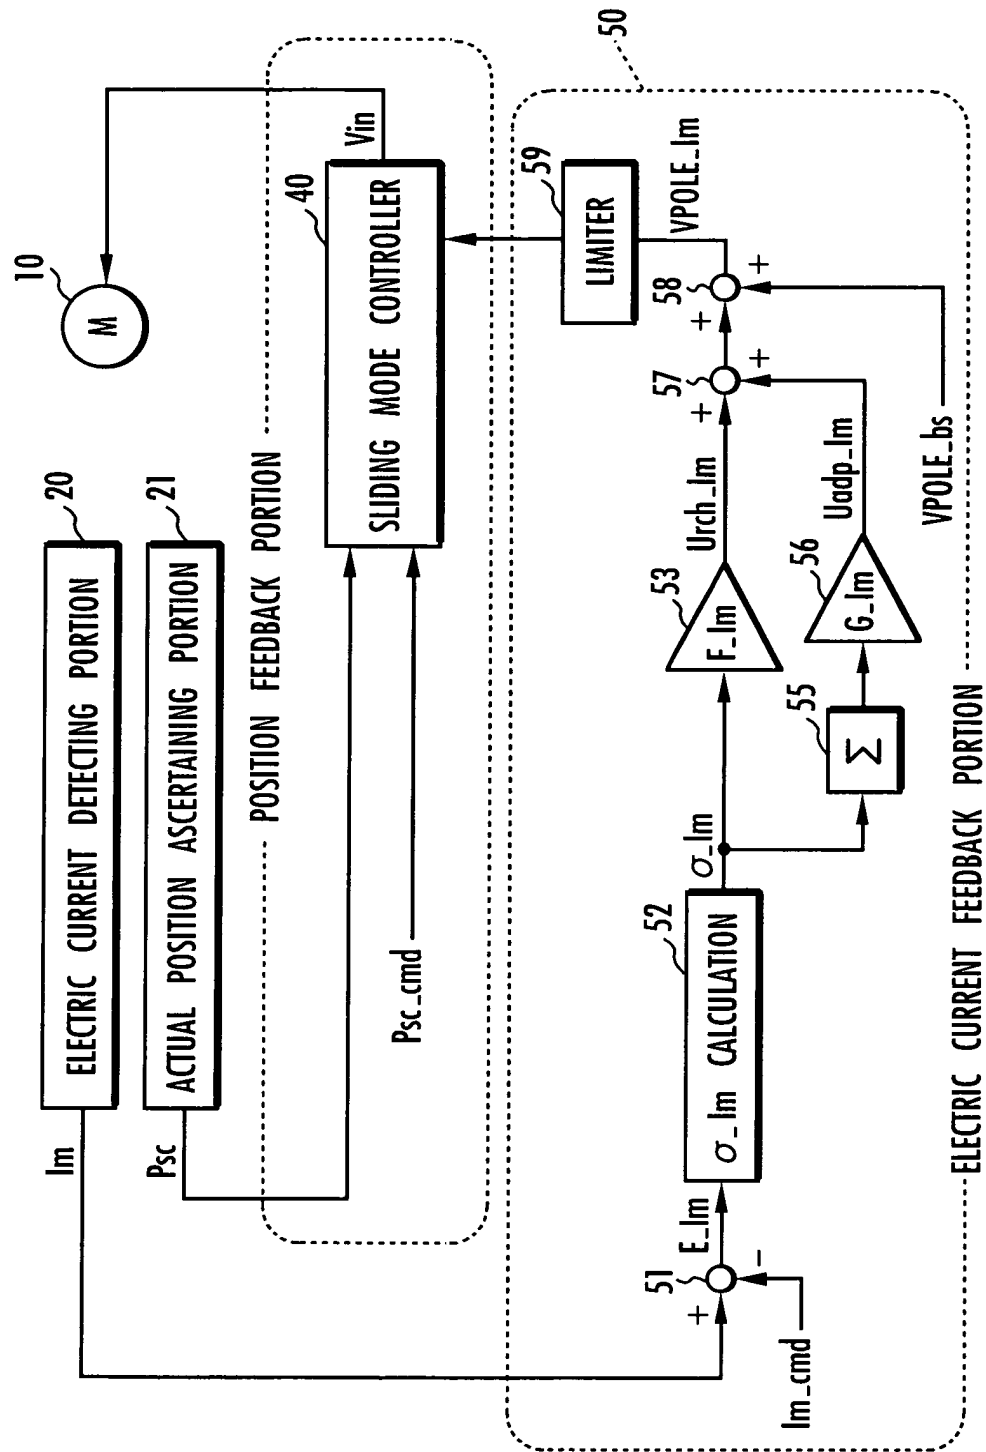 ELECTRIC CURRENT DETECTING PORTION
20
Im
ACTUAL POSITION ASCERTAINING PORTION
21
Psc
10
M
POSITION FEEDBACK PORTION
40
SLIDING MODE CONTROLLER
Vin
Psc_cmd
50
59
LIMITER
VPOLE_Im
51
+
-
E_Im
Im_cmd
52
σ_Im CALCULATION
σ_Im
53
F_Im
Urch_Im
55
Σ
56
G_Im
Uadp_Im
57
+
+
58
+
+
VPOLE_bs
ELECTRIC CURRENT FEEDBACK PORTION